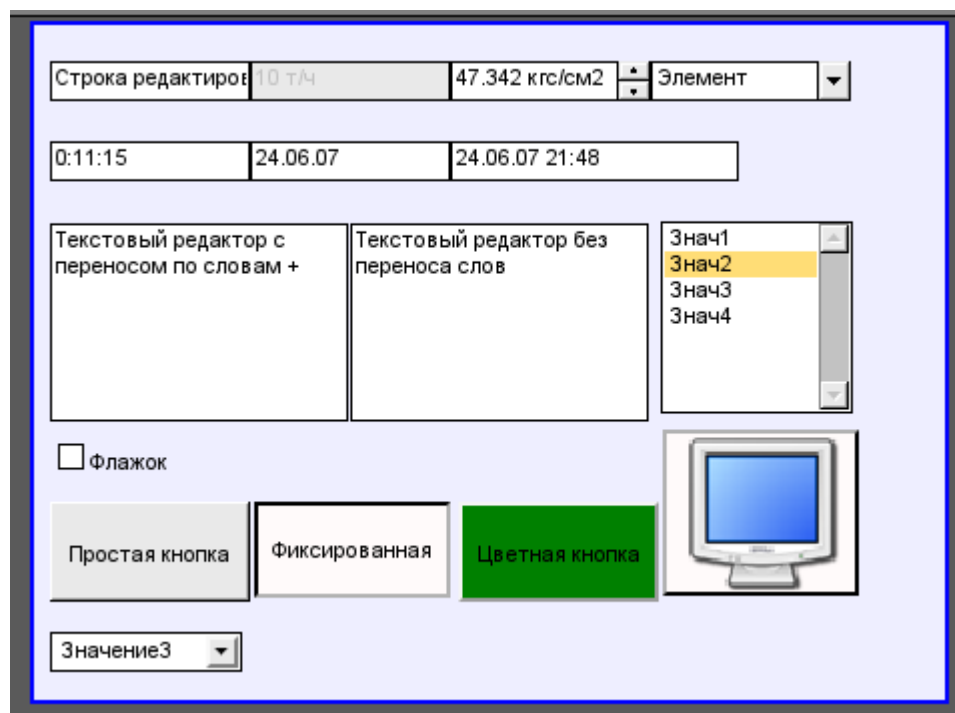 Строка редактиров
10 т/ч
47.342 кгс/см2
Элемент
0:11:15
24.06.07
24.06.07 21:48
Текстовый редактор с
переносом по словам +
Текстовый редактор без
переноса слов
Знач1
Знач2
Знач3
Знач4
Флажок
Простая кнопка
Фиксированная
Цветная кнопка
Значение3